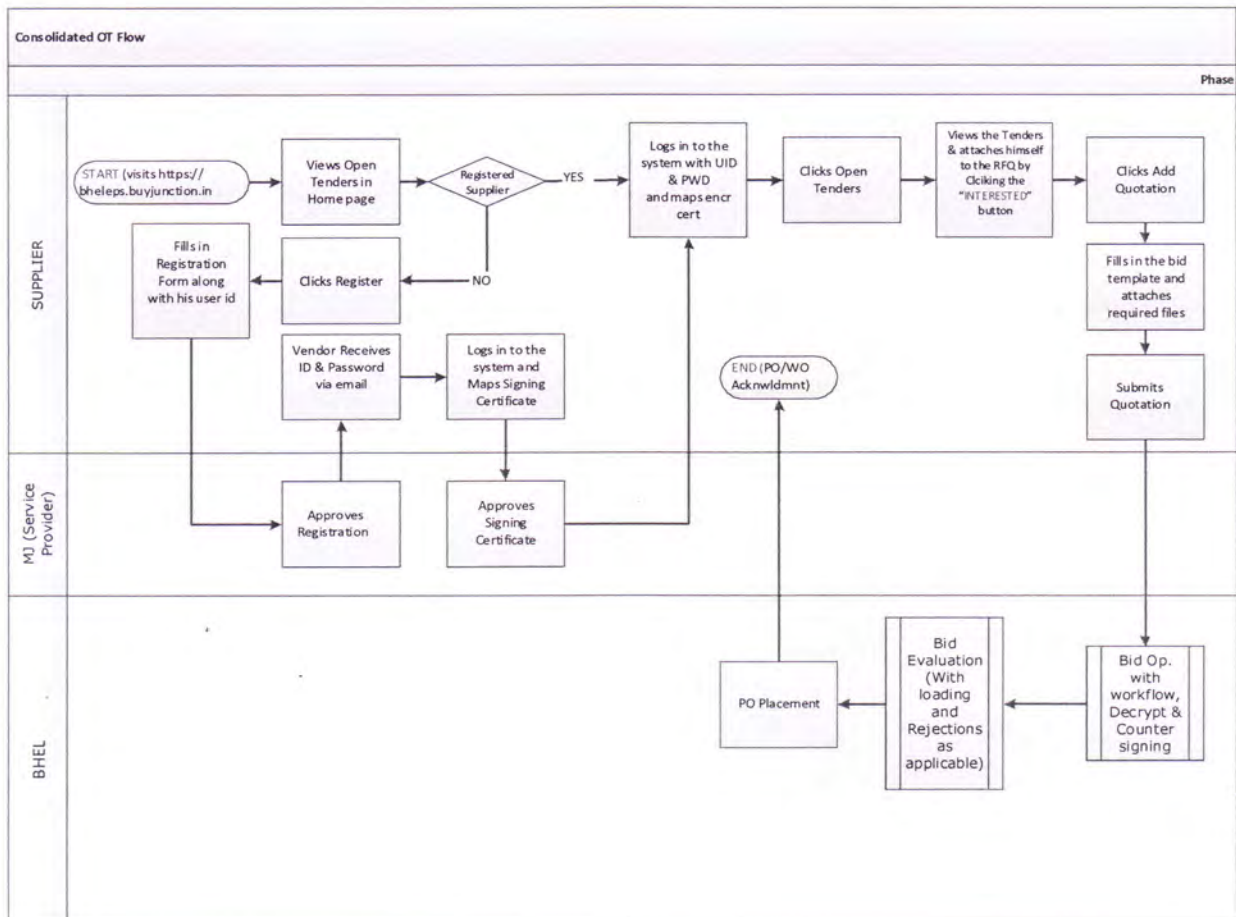 Consolidated OT Flow
Phase
SUPPLIER
START (visits https://
bheleps.buyjunction.in
Views Open
Tenders in
Home page
Registered
Supplier
YES
Logs in to the
system with UID
& PWD
and maps encr
cert
Clicks Open
Tenders
Views the Tenders
& attaches himself
to the RFQ by
Clciking the
"INTERESTED"
button
Clicks Add
Quotation
Fills in
Registration
Form along
with his user id
Clicks Register
NO
Fills in the bid
template and
attaches
required files
Vendor Receives
ID & Password
via email
Logs in to the
system and
Maps Signing
Certificate
END (PO/WO
Acknwldmnt)
Submits
Quotation
MJ (Service
Provider)
Approves
Registration
Approves
Signing
Certificate
BHEL
PO Placement
Bid
Evaluation
(With
loading
and
Rejections
as
applicable)
Bid Op.
with
workflow,
Decrypt &
Counter
signing